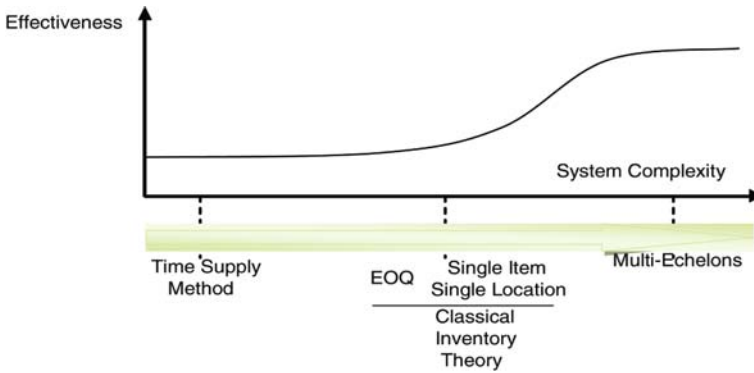 Effectiveness
System Complexity
Time Supply
Method
EOQ
Single Item
Single Location
Classical
Inventory
Theory
Multi-Echelons